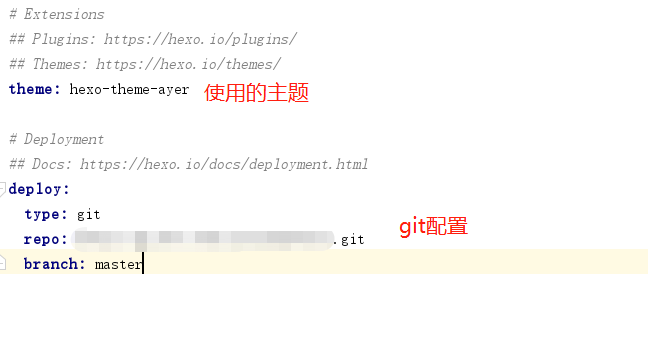 # Extensions
## Plugins: https://hexo.io/plugins/
## Themes: https://hexo.io/themes/
theme: hexo-theme-ayer 使用的主题
# Deployment
## Docs: https://hexo.io/docs/deployment.html
deploy:
type: git
git配置
repo: .git
branch: master